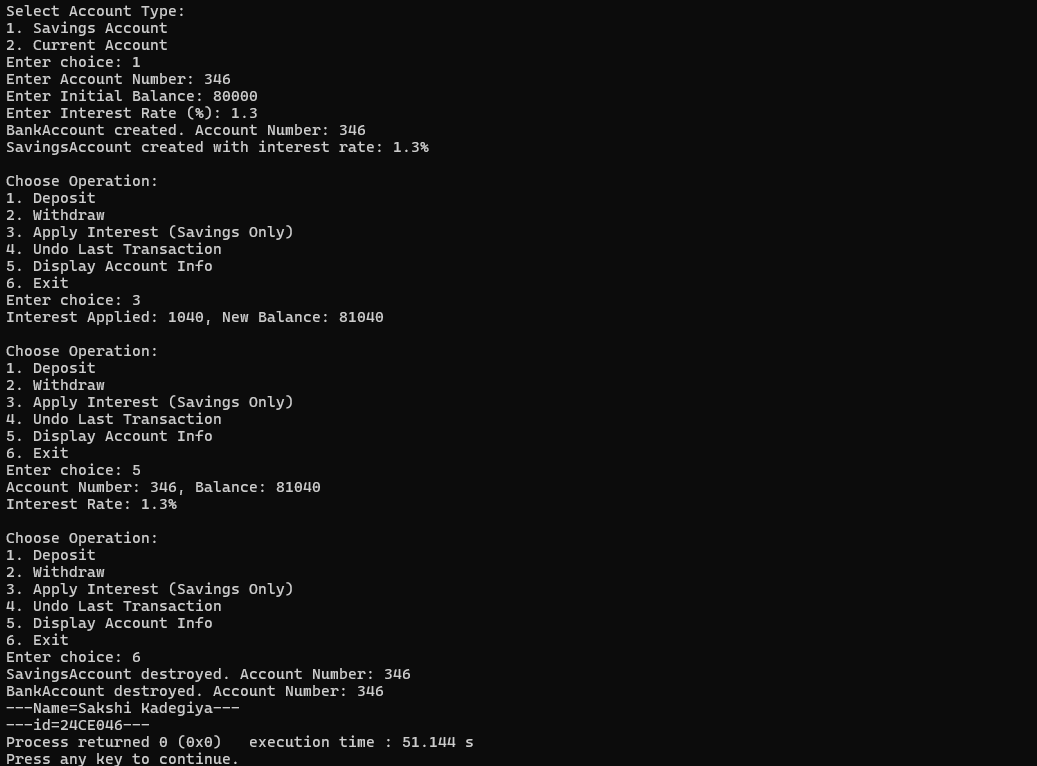 Select Account Type:
1. Savings Account
2. Current Account
Enter choice: 1
Enter Account Number: 346
Enter Initial Balance: 80000
Enter Interest Rate (%): 1.3
BankAccount created. Account Number: 346
SavingsAccount created with interest rate: 1.3%

Choose Operation:
1. Deposit
2. Withdraw
3. Apply Interest (Savings Only)
4. Undo Last Transaction
5. Display Account Info
6. Exit
Enter choice: 3
Interest Applied: 1040, New Balance: 81040

Choose Operation:
1. Deposit
2. Withdraw
3. Apply Interest (Savings Only)
4. Undo Last Transaction
5. Display Account Info
6. Exit
Enter choice: 5
Account Number: 346, Balance: 81040
Interest Rate: 1.3%

Choose Operation:
1. Deposit
2. Withdraw
3. Apply Interest (Savings Only)
4. Undo Last Transaction
5. Display Account Info
6. Exit
Enter choice: 6
SavingsAccount destroyed. Account Number: 346
BankAccount destroyed. Account Number: 346
---Name=Sakshi Kadegiya---
---id=24CE046---
Process returned 0 (0x0)   execution time : 51.144 s
Press any key to continue.